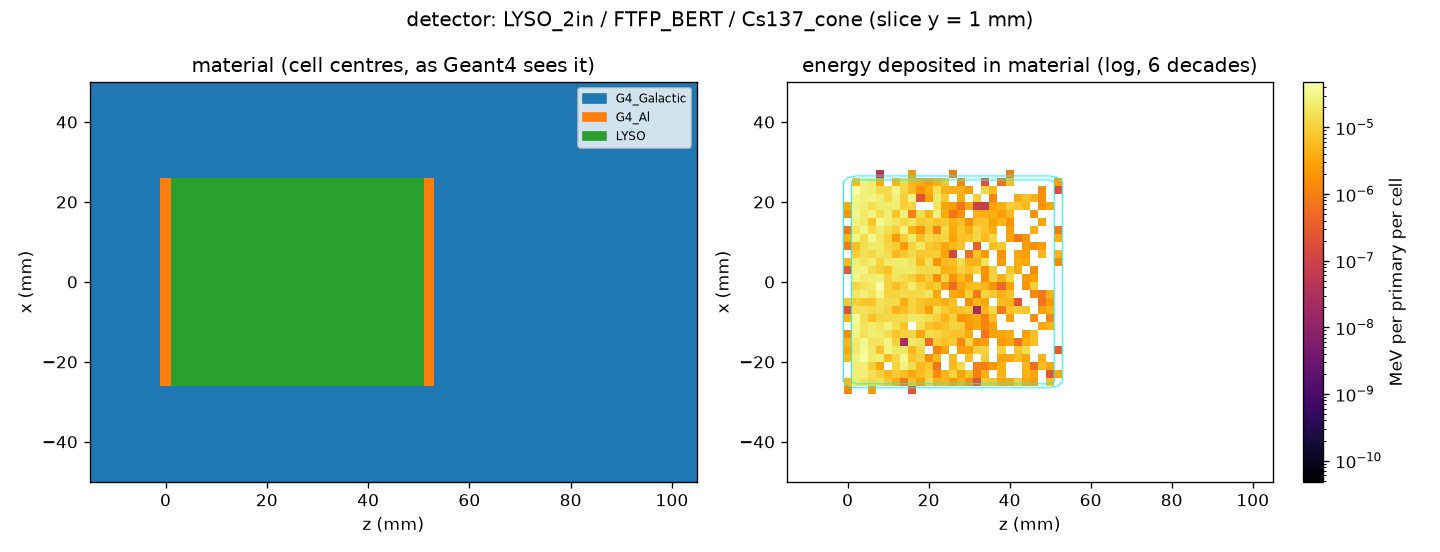 detector: LYSO_2in / FTFP_BERT / Cs137_cone (slice y = 1 mm)
material (cell centres, as Geant4 sees it)
G4_Galactic
G4_Al
LYSO
x (mm)
40
20
0
−20
−40
0 20 40 60 80 100
z (mm)
energy deposited in material (log, 6 decades)
x (mm)
40
20
0
−20
−40
0 20 40 60 80 100
z (mm)
10⁻⁵
10⁻⁶
10⁻⁷
10⁻⁸
10⁻⁹
10⁻¹⁰
MeV per primary per cell